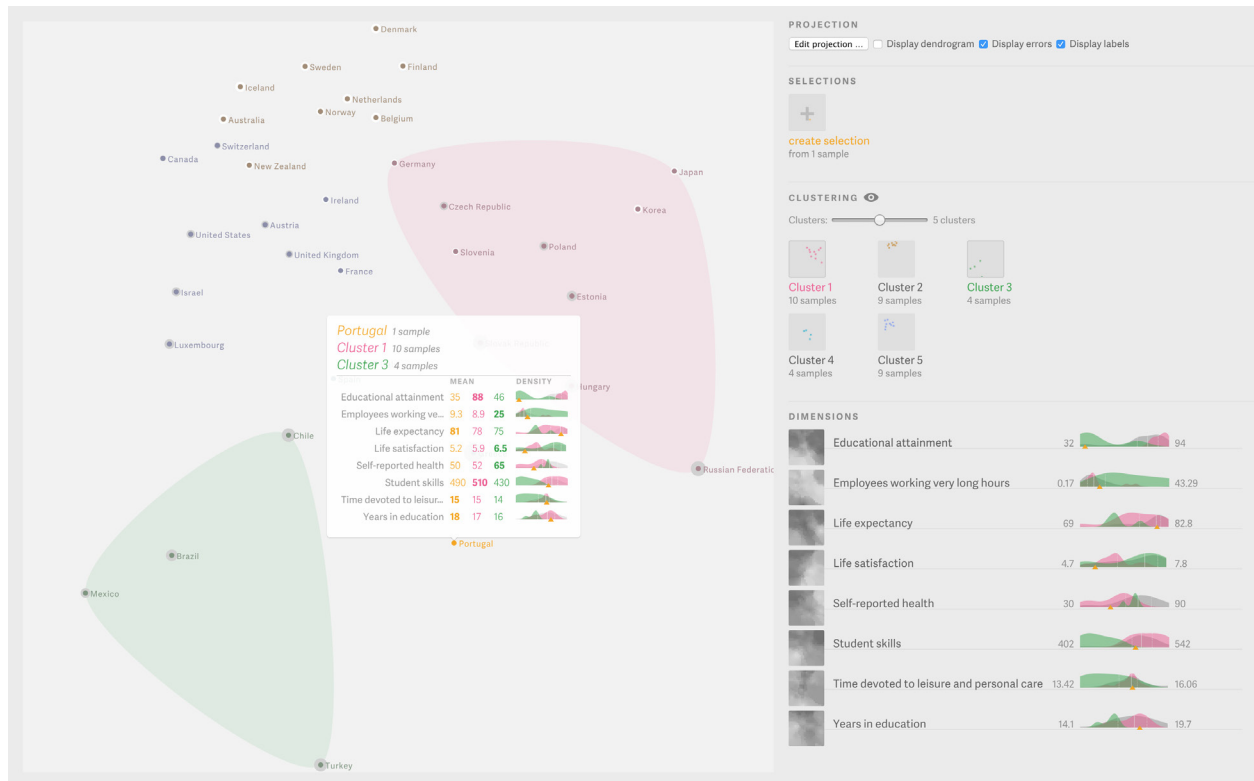 Denmark
Sweden
Finland
Iceland
Netherlands
Norway
Belgium
Australia
Switzerland
Canada
New Zealand
Germany
Japan
Ireland
Czech Republic
Korea
Austria
United States
Poland
Slovenia
United Kingdom
France
Israel
Estonia
Luxembourg
Portugal 1 sample
Cluster 1 10 samples
Cluster 3 4 samples
MEAN DENSITY
Educational attainment 35 88 46
Employees working ve... 9.3 8.9 25
Life expectancy 81 78 75
Life satisfaction 5.2 5.9 6.5
Self-reported health 50 52 65
Student skills 490 510 430
Time devoted to leisur... 15 15 14
Years in education 18 17 16
Hungary
Chile
Russian Federatic
Portugal
Brazil
Mexico
Turkey
PROJECTION
Edit projection ... Display dendrogram Display errors Display labels
SELECTIONS
+
create selection
from 1 sample
CLUSTERING
Clusters: 5 clusters
Cluster 1 Cluster 2 Cluster 3
10 samples 9 samples 4 samples
Cluster 4 Cluster 5
4 samples 9 samples
DIMENSIONS
Educational attainment 32 94
Employees working very long hours 0.17 43.29
Life expectancy 69 82.8
Life satisfaction 4.7 7.8
Self-reported health 30 90
Student skills 402 542
Time devoted to leisure and personal care 13.42 16.06
Years in education 14.1 19.7